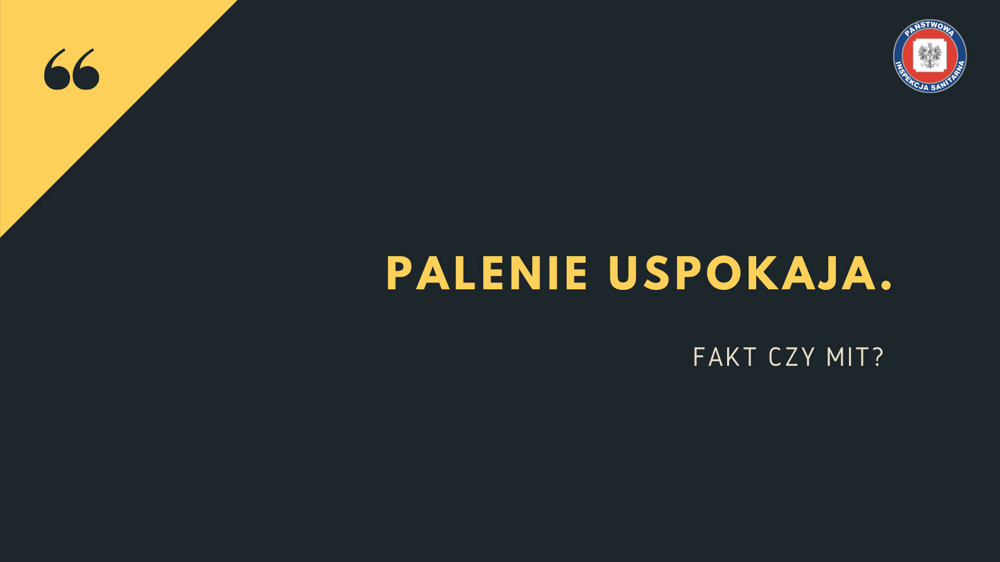 “
PAŃSTWOWA
INSPEKCJA SANITARNA
PALENIE USPOKAJA.
FAKT CZY MIT?